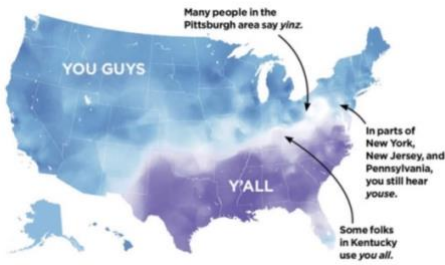 Many people in the
Pittsburgh area say yinz.
YOU GUYS
In parts of
New York,
New Jersey, and
Pennsylvania,
you still hear
youse.
Y'ALL
Some folks
in Kentucky
use you all.